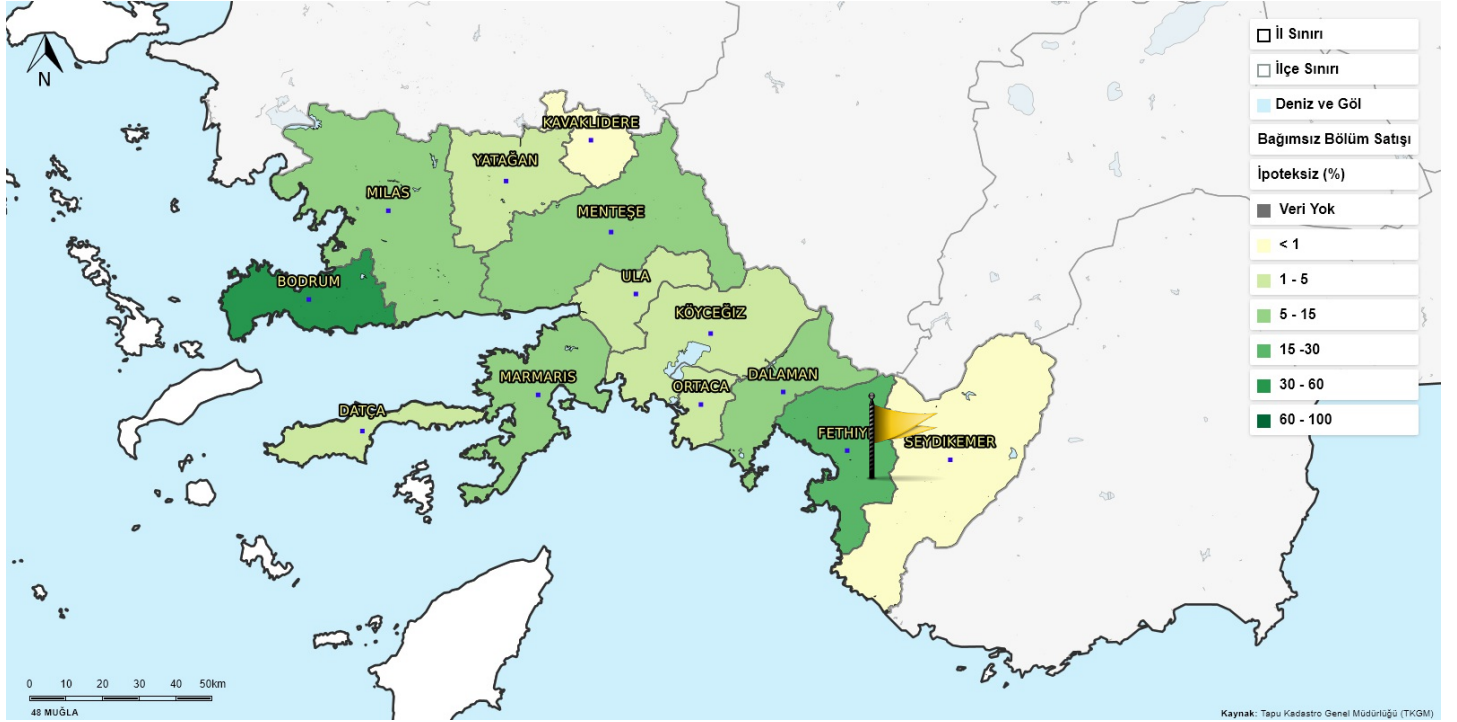 N
İl Sınırı
İlçe Sınırı
Deniz ve Göl
Bağımsız Bölüm Satışı
İpoteksiz (%)
Veri Yok
< 1
1 - 5
5 - 15
15 -30
30 - 60
60 - 100
KAVAKLIDERE
YATAĞAN
MILAS
MENTEŞE
BODRUM
ULA
KÖYCEĞIZ
MARMARIS
ORTACA
DALAMAN
DATÇA
FETHIY
SEYDIKEMER
0 10 20 30 40 50km
48 MUĞLA
Kaynak: Tapu Kadastro Genel Müdürlüğü (TKGM)